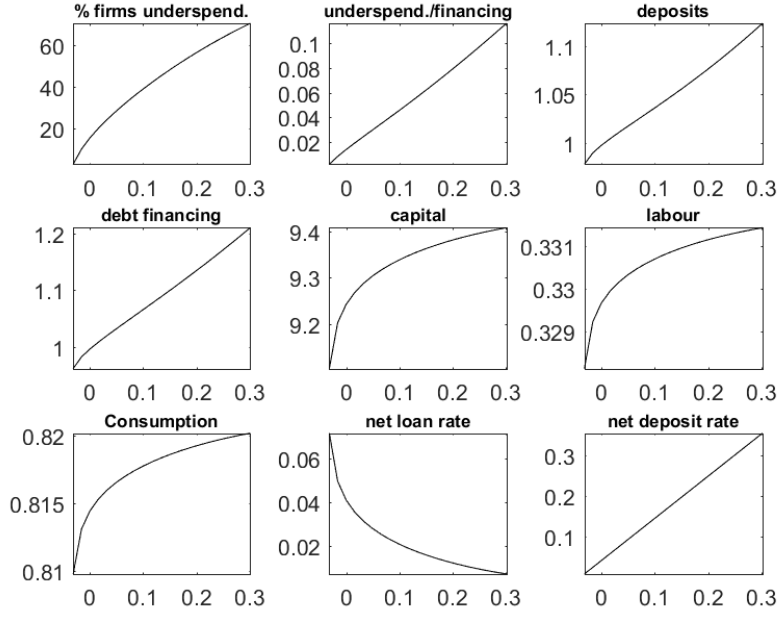 % firms underspend. underspend./financing deposits
60 0.1 1.1
0.08
40 0.06 1.05
0.04
20 0.02 1
0 0.1 0.2 0.3 0 0.1 0.2 0.3 0 0.1 0.2 0.3
debt financing capital labour
1.2 9.4 0.331
1.1 9.3 0.33
1 9.2 0.329
0 0.1 0.2 0.3 0 0.1 0.2 0.3 0 0.1 0.2 0.3
Consumption net loan rate net deposit rate
0.82 0.06 0.3
0.815 0.04 0.2
0.81 0.02 0.1
0 0.1 0.2 0.3 0 0.1 0.2 0.3 0 0.1 0.2 0.3